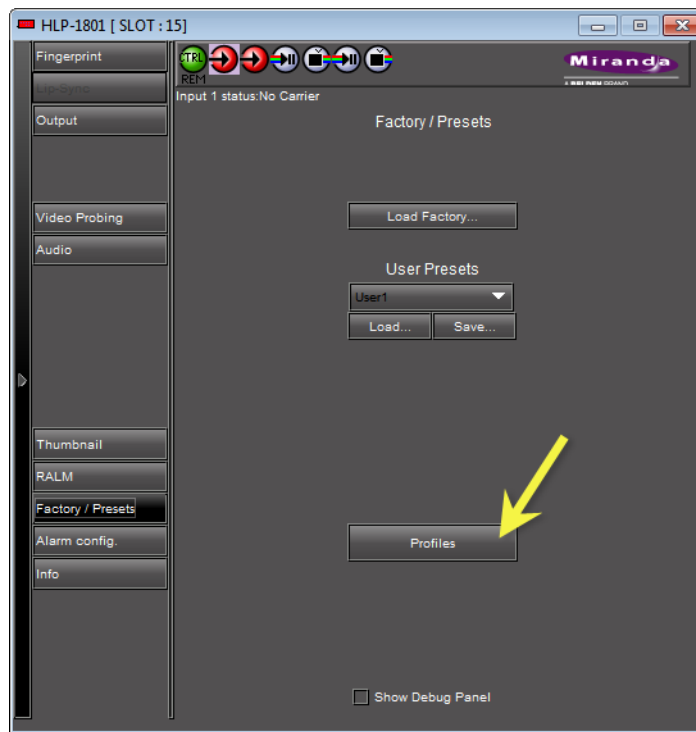 HLP-1801 [ SLOT : 15]
Fingerprint
Lip-Sync
Output
Video Probing
Audio
Thumbnail
RALM
Factory / Presets
Alarm config.
Info
CTRL
REM
Miranda
A BELDEN BRAND
Input 1 status:No Carrier
Factory / Presets
Load Factory...
User Presets
User1
Load...
Save...
Profiles
Show Debug Panel